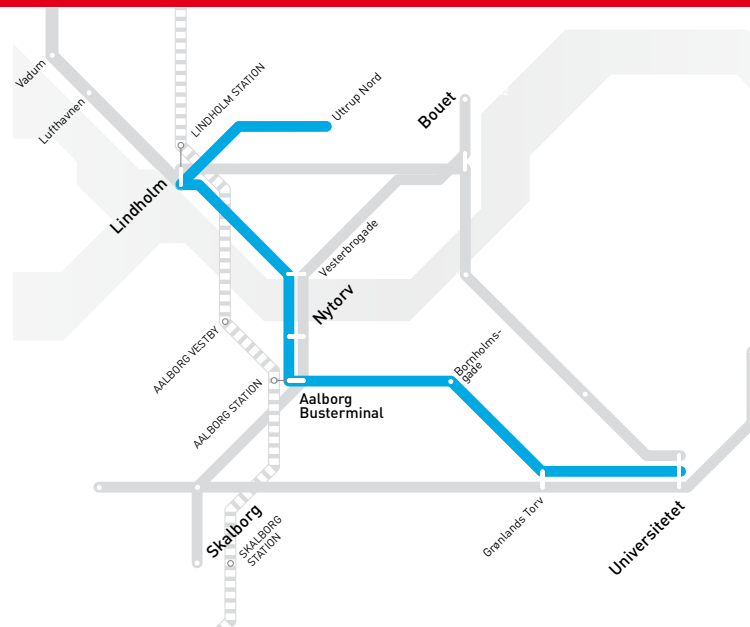 Vadum
Lufthavnen
LINDHOLM STATION
Uttrup Nord
Bouet
Lindholm
Vesterbrogade
Nytorv
AALBORG VESTBY
AALBORG STATION
Aalborg
Busterminal
Bornholms-
gade
Skalborg
SKALBORG
STATION
Grønlands Torv
Universitetet